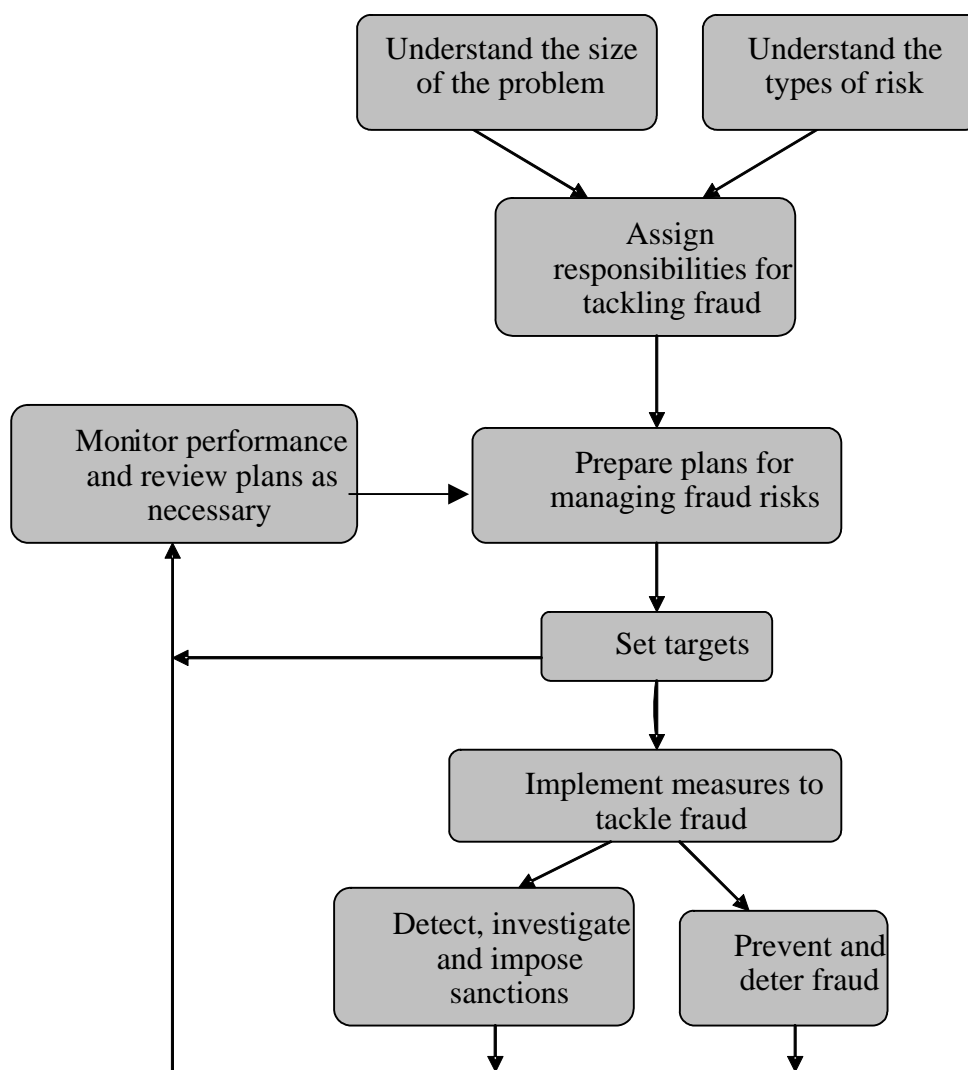 Understand the size
of the problem
Understand the
types of risk
Assign
responsibilities for
tackling fraud
Monitor performance
and review plans as
necessary
Prepare plans for
managing fraud risks
Set targets
Implement measures to
tackle fraud
Detect, investigate
and impose
sanctions
Prevent and
deter fraud